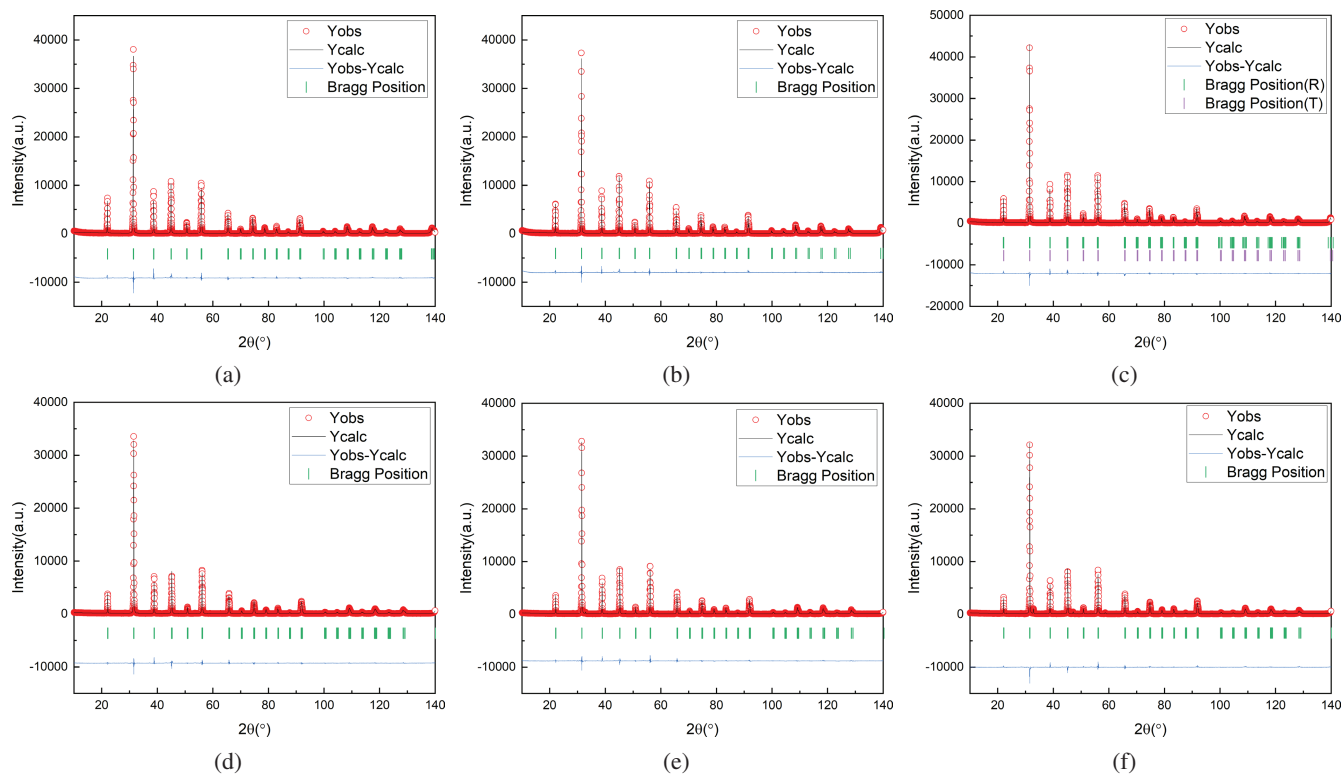 40000
30000
20000
10000
0
-10000
Intensity(a.u.)
Yobs
Ycalc
Yobs-Ycalc
Bragg Position
20 40 60 80 100 120 140
2θ(°)
(a)
40000
30000
20000
10000
0
-10000
Intensity(a.u.)
Yobs
Ycalc
Yobs-Ycalc
Bragg Position
20 40 60 80 100 120 140
2θ(°)
(b)
50000
40000
30000
20000
10000
0
-10000
-20000
Intensity(a.u.)
Yobs
Ycalc
Yobs-Ycalc
Bragg Position(R)
Bragg Position(T)
20 40 60 80 100 120 140
2θ(°)
(c)
40000
30000
20000
10000
0
-10000
Intensity(a.u.)
Yobs
Ycalc
Yobs-Ycalc
Bragg Position
20 40 60 80 100 120 140
2θ(°)
(d)
40000
30000
20000
10000
0
-10000
Intensity(a.u.)
Yobs
Ycalc
Yobs-Ycalc
Bragg Position
20 40 60 80 100 120 140
2θ(°)
(e)
40000
30000
20000
10000
0
-10000
Intensity(a.u.)
Yobs
Ycalc
Yobs-Ycalc
Bragg Position
20 40 60 80 100 120 140
2θ(°)
(f)